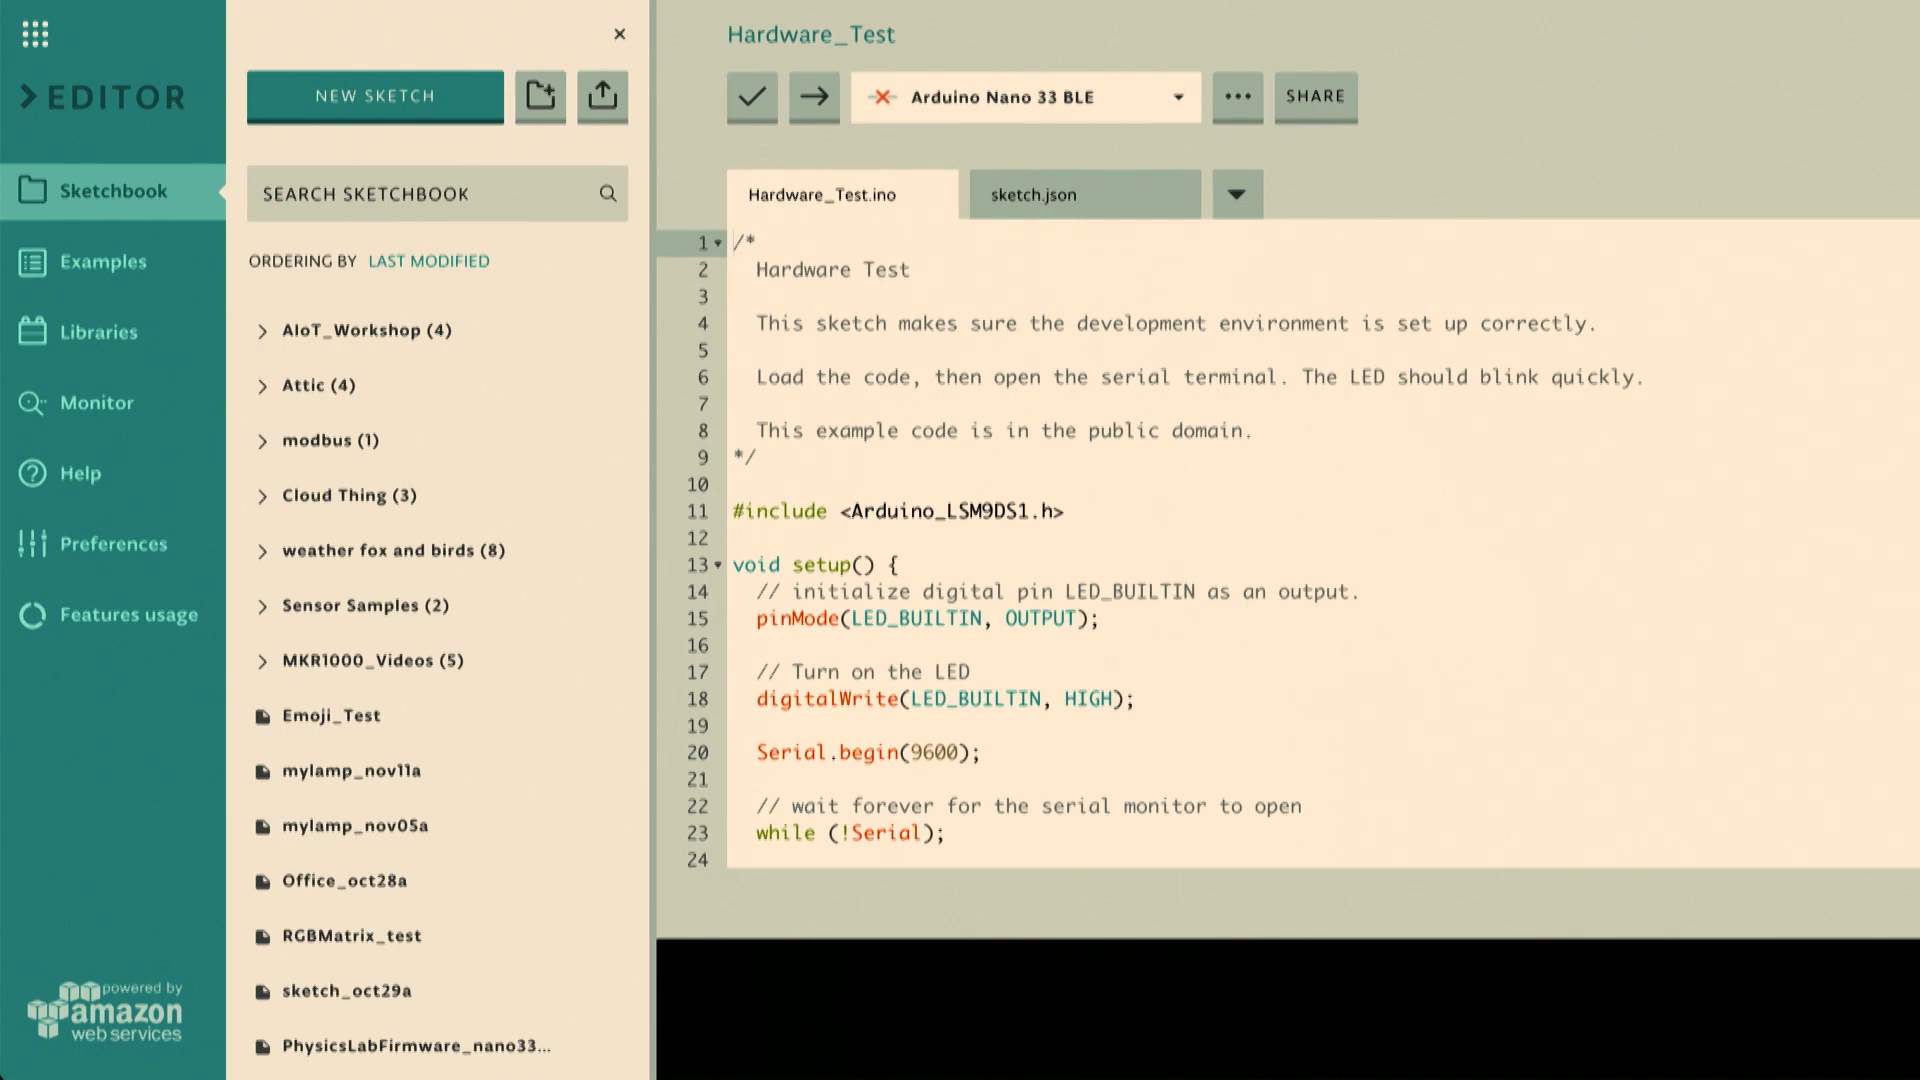 EDITOR
Sketchbook
Examples
Libraries
Monitor
Help
Preferences
Features usage
powered by
amazon
web services
×
NEW SKETCH
SEARCH SKETCHBOOK
ORDERING BY LAST MODIFIED
AIoT_Workshop (4)
Attic (4)
modbus (1)
Cloud Thing (3)
weather fox and birds (8)
Sensor Samples (2)
MKR1000_Videos (5)
Emoji_Test
mylamp_nov11a
mylamp_nov05a
Office_oct28a
RGBMatrix_test
sketch_oct29a
PhysicsLabFirmware_nano33...
Hardware_Test
Arduino Nano 33 BLE
SHARE
Hardware_Test.ino
sketch.json
1 /*
2 Hardware Test
3
4 This sketch makes sure the development environment is set up correctly.
5
6 Load the code, then open the serial terminal. The LED should blink quickly.
7
8 This example code is in the public domain.
9 */
10
11 #include <Arduino_LSM9DS1.h>
12
13 void setup() {
14 // initialize digital pin LED_BUILTIN as an output.
15 pinMode(LED_BUILTIN, OUTPUT);
16
17 // Turn on the LED
18 digitalWrite(LED_BUILTIN, HIGH);
19
20 Serial.begin(9600);
21
22 // wait forever for the serial monitor to open
23 while (!Serial);
24